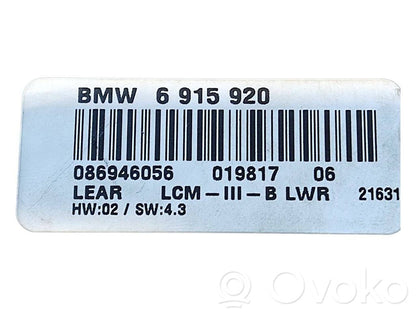 BMW 6 915 920
086946056 019817 06
LEAR LCM-III-B LWR 21631
HW:02 / SW:4.3
© Ovoko